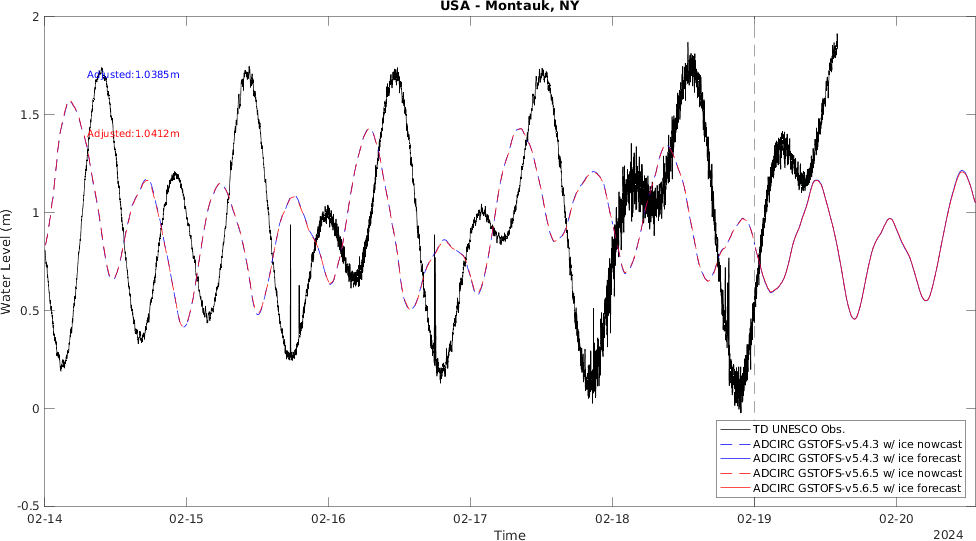 USA - Montauk, NY
2
Adjusted:1.0385m
1.5
Adjusted:1.0412m
1
Water Level (m)
0.5
0
TD UNESCO Obs.
ADCIRC GSTOFS-v5.4.3 w/ ice nowcast
ADCIRC GSTOFS-v5.4.3 w/ ice forecast
ADCIRC GSTOFS-v5.6.5 w/ ice nowcast
ADCIRC GSTOFS-v5.6.5 w/ ice forecast
-0.5
02-14 02-15 02-16 02-17 02-18 02-19 02-20
Time
2024